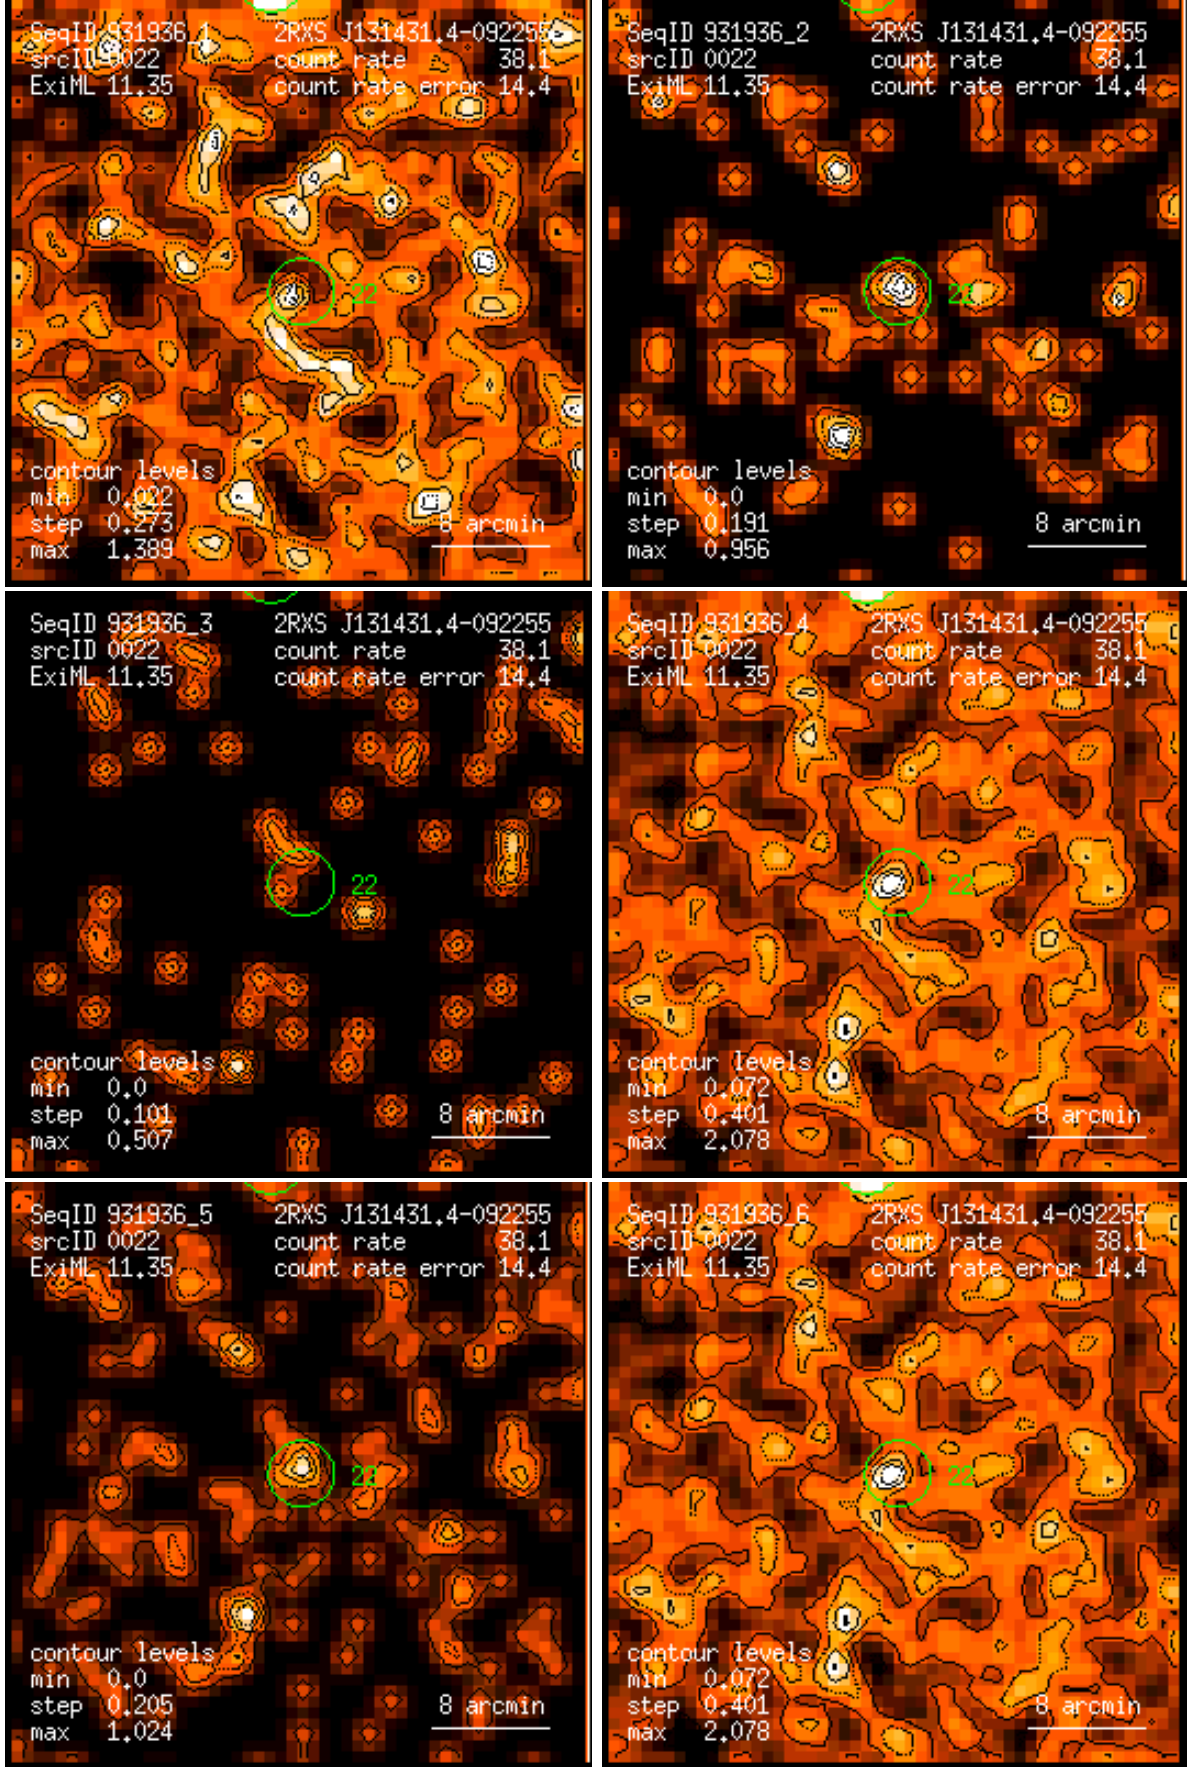 SeqID 931936_1 2RXS J131431.4-092255
srcID 0022 count rate 38.1
ExiML 11.35 count rate error 14.4
22
contour levels
min 0.022
step 0.273 8 arcmin
max 1.389
SeqID 931936_2 2RXS J131431.4-092255
srcID 0022 count rate 38.1
ExiML 11.35 count rate error 14.4
22
contour levels
min 0.0
step 0.191 8 arcmin
max 0.956
SeqID 931936_3 2RXS J131431.4-092255
srcID 0022 count rate 38.1
ExiML 11.35 count rate error 14.4
22
contour levels
min 0.0
step 0.101 8 arcmin
max 0.507
SeqID 931936_4 2RXS J131431.4-092255
srcID 0022 count rate 38.1
ExiML 11.35 count rate error 14.4
22
contour levels
min 0.072
step 0.401 8 arcmin
max 2.078
SeqID 931936_5 2RXS J131431.4-092255
srcID 0022 count rate 38.1
ExiML 11.35 count rate error 14.4
22
contour levels
min 0.0
step 0.205 8 arcmin
max 1.024
SeqID 931936_6 2RXS J131431.4-092255
srcID 0022 count rate 38.1
ExiML 11.35 count rate error 14.4
22
contour levels
min 0.072
step 0.401 8 arcmin
max 2.078